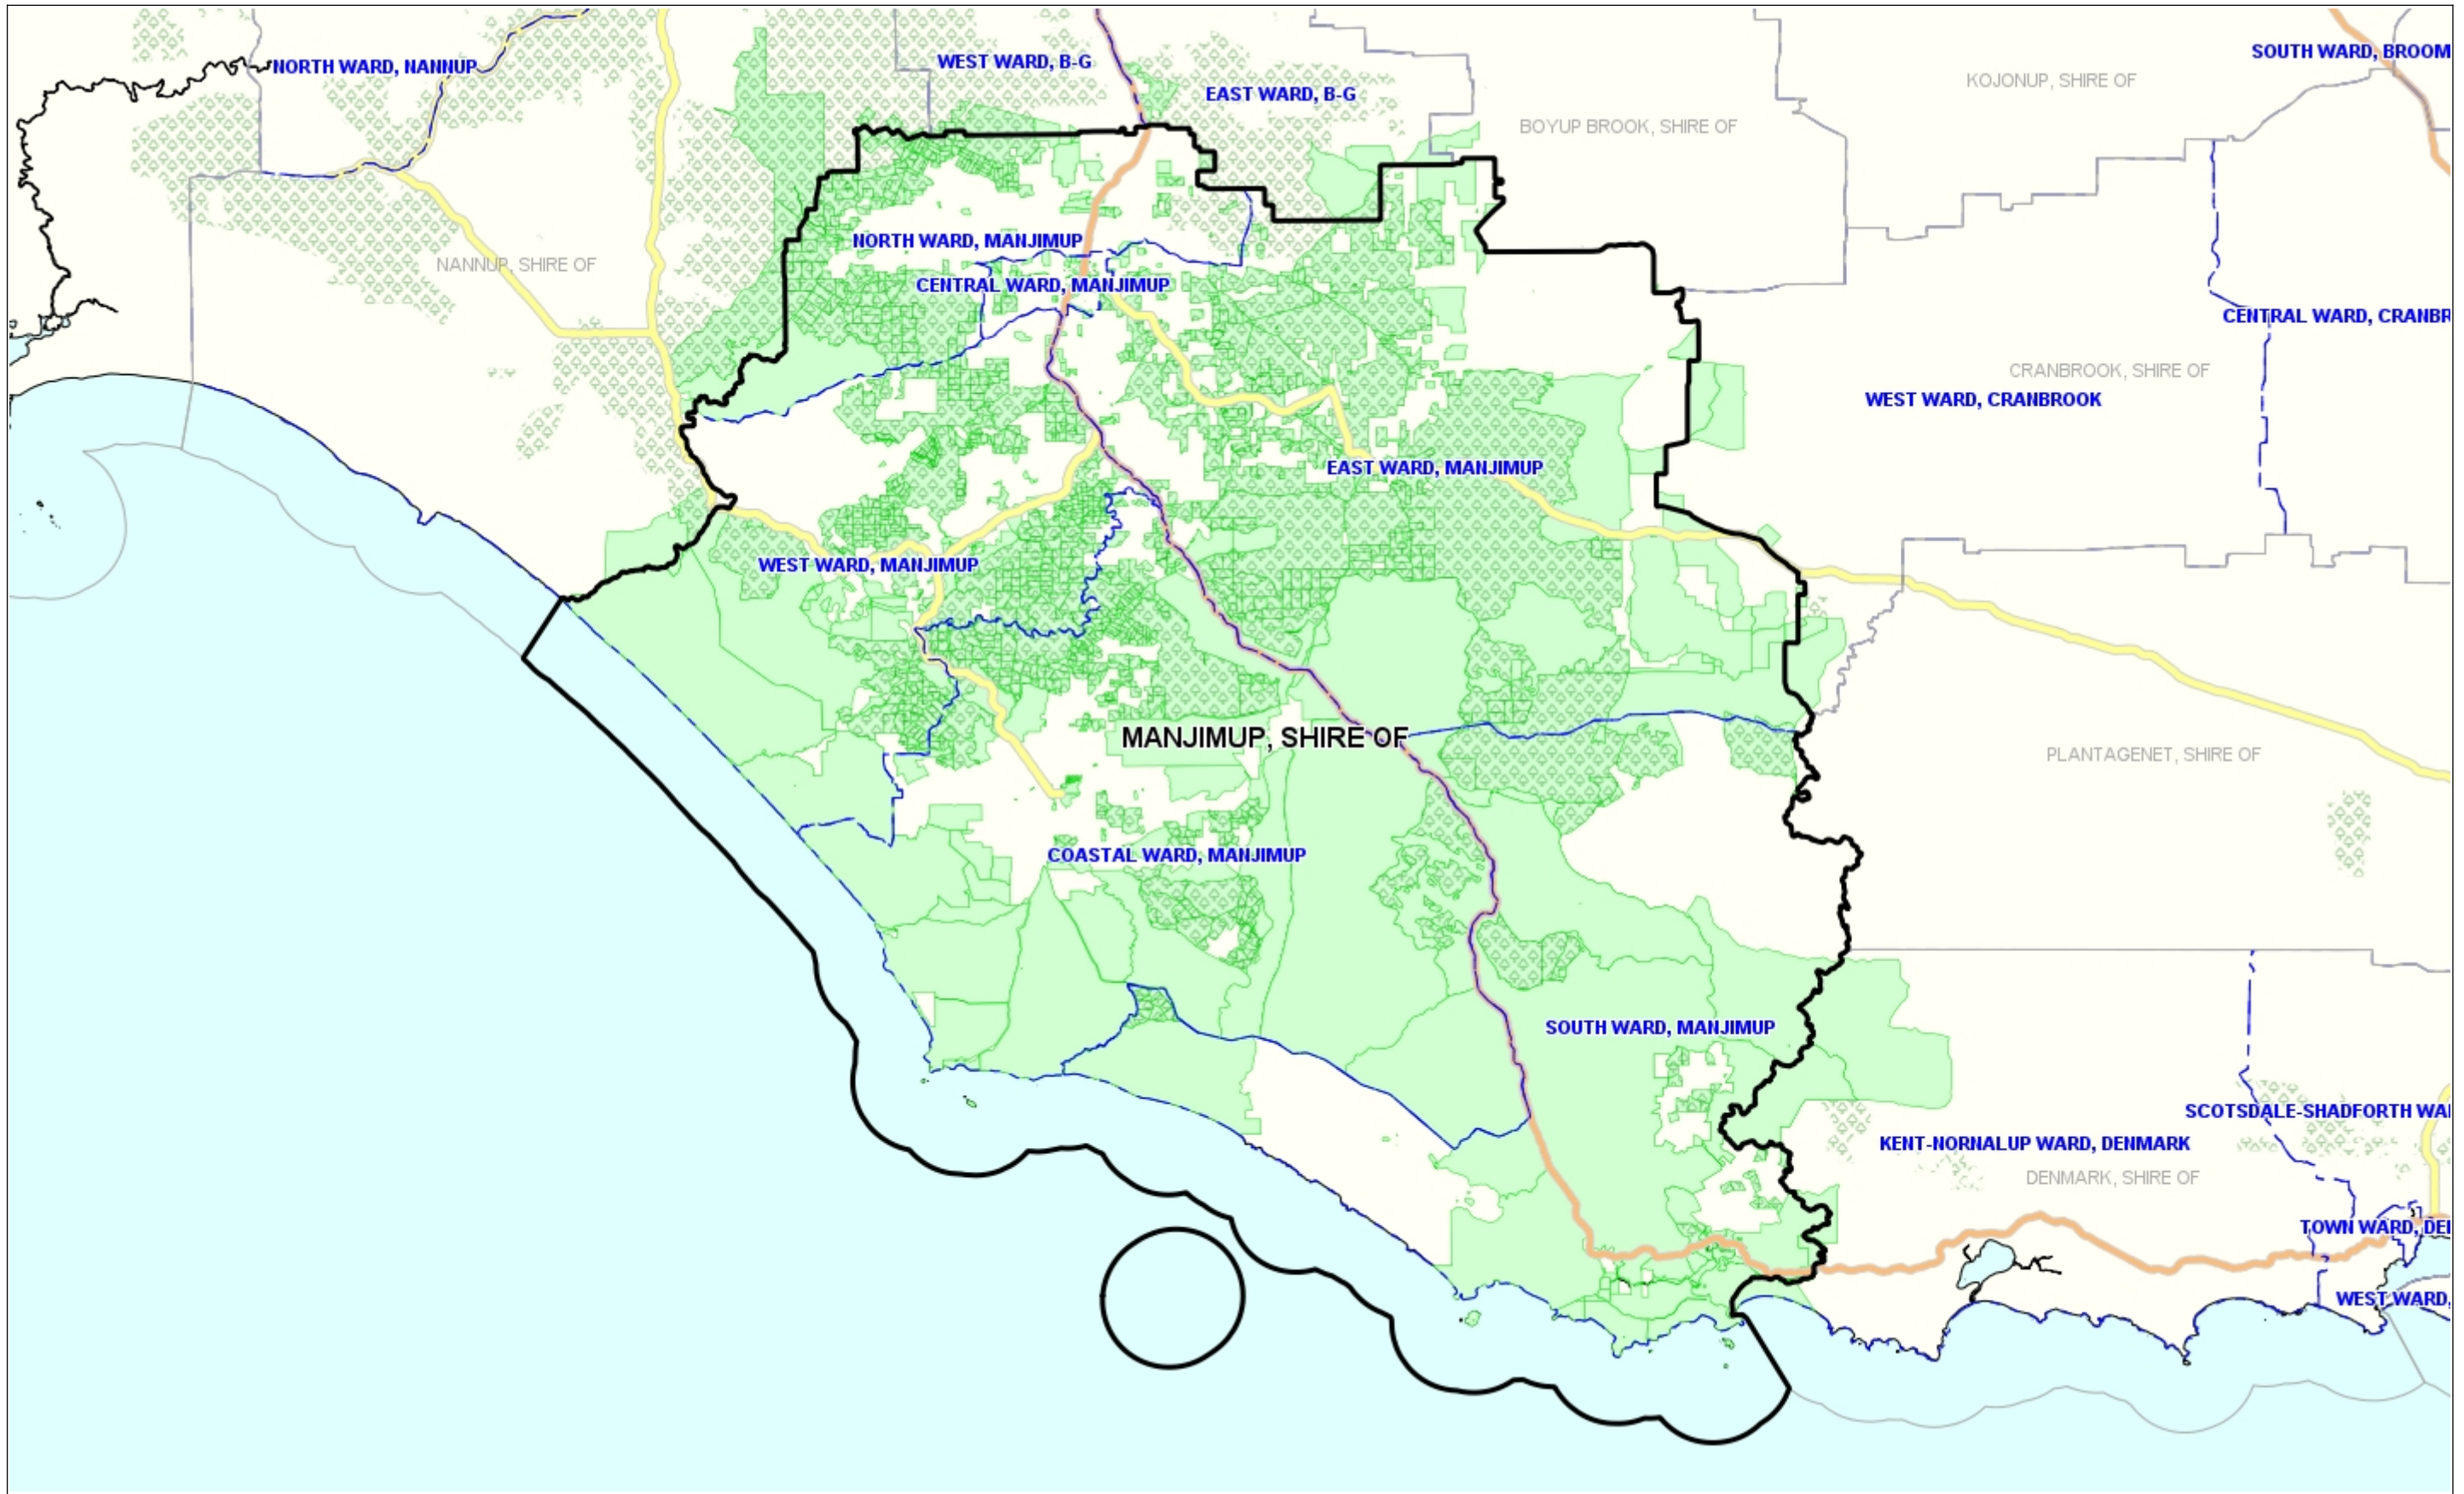 SOUTH WARD, BROOM
WEST WARD, B-G
NORTH WARD, NANNUP
KOJONUP, SHIRE OF
EAST WARD, B-G
BOYUP BROOK, SHIRE OF
NORTH WARD, MANJIMUP
NANNUP, SHIRE OF
CENTRAL WARD, MANJIMUP
CENTRAL WARD, CRANBR
CRANBROOK, SHIRE OF
WEST WARD, CRANBROOK
EAST WARD, MANJIMUP
WEST WARD, MANJIMUP
MANJIMUP, SHIRE OF
PLANTAGENET, SHIRE OF
COASTAL WARD, MANJIMUP
SOUTH WARD, MANJIMUP
SCOTSDALE-SHADFORTH WA
KENT-NORNALUP WARD, DENMARK
DENMARK, SHIRE OF
TOWN WARD, DE
WEST WARD,